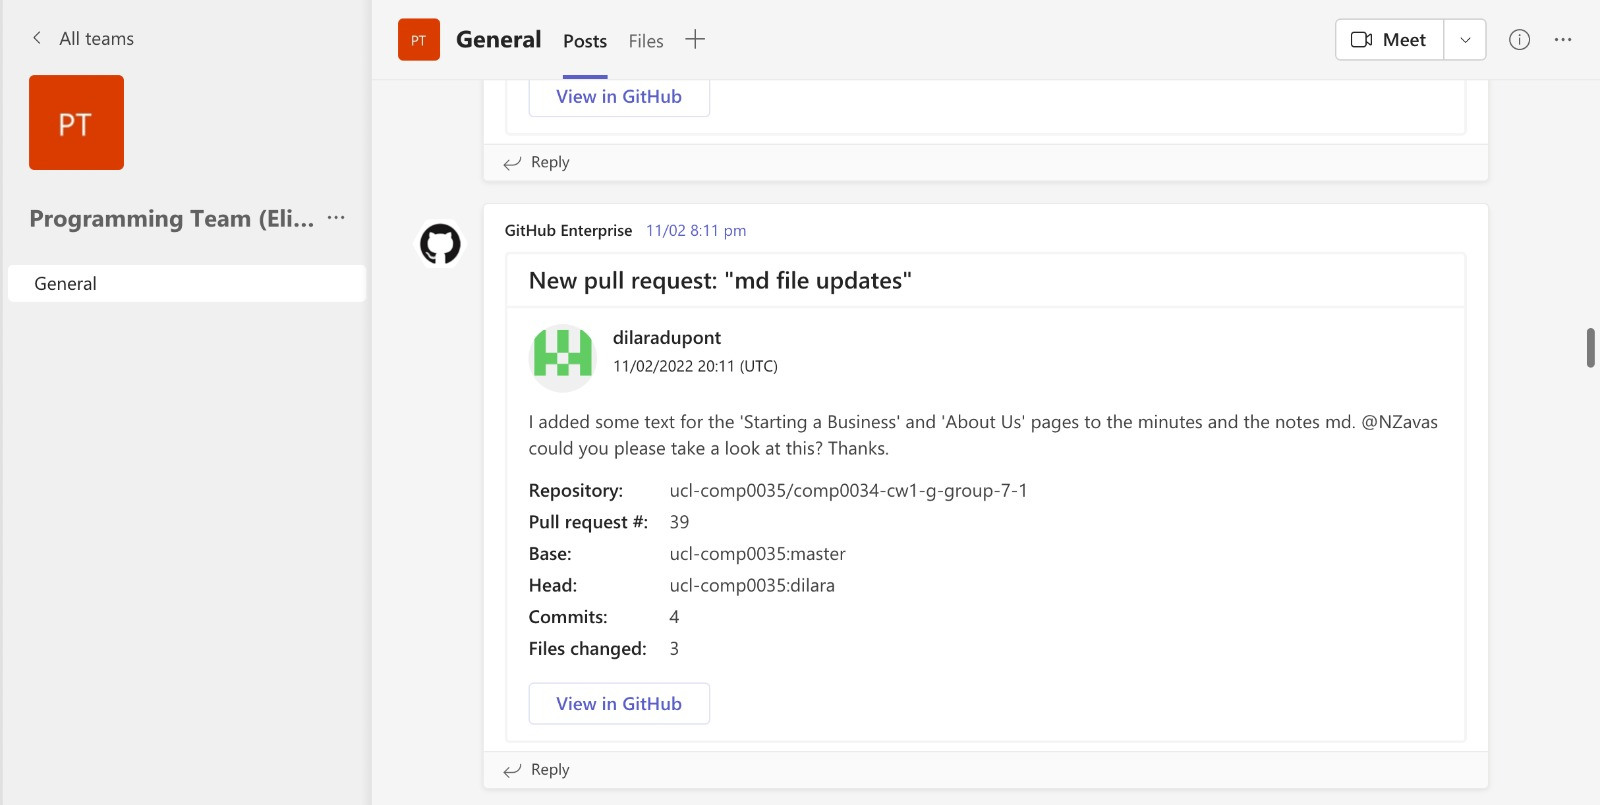 All teams
PT
Programming Team (Eli...
General
PT
General
Posts
Files
Meet
View in GitHub
Reply
GitHub Enterprise 11/02 8:11 pm
New pull request: "md file updates"
dilaradupont
11/02/2022 20:11 (UTC)
I added some text for the 'Starting a Business' and 'About Us' pages to the minutes and the notes md. @NZavas
could you please take a look at this? Thanks.
Repository: ucl-comp0035/comp0034-cw1-g-group-7-1
Pull request #: 39
Base: ucl-comp0035:master
Head: ucl-comp0035:dilara
Commits: 4
Files changed: 3
View in GitHub
Reply